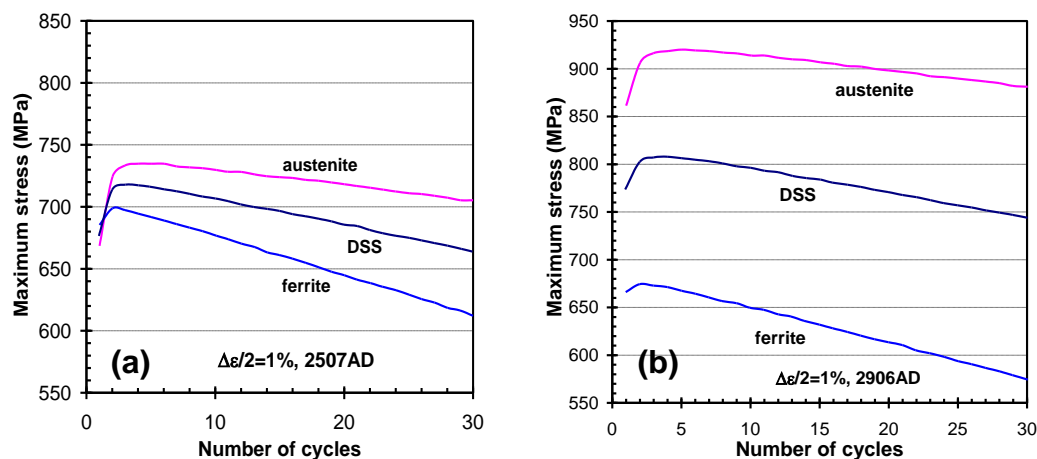 850
800
750
700
650
600
550
Maximum stress (MPa)
austenite
DSS
ferrite
(a)
Δε/2=1%, 2507AD
0
10
20
30
Number of cycles
950
900
850
800
750
700
650
600
550
Maximum stress (MPa)
austenite
DSS
ferrite
(b)
Δε/2=1%, 2906AD
0
5
10
15
20
25
30
Number of cycles